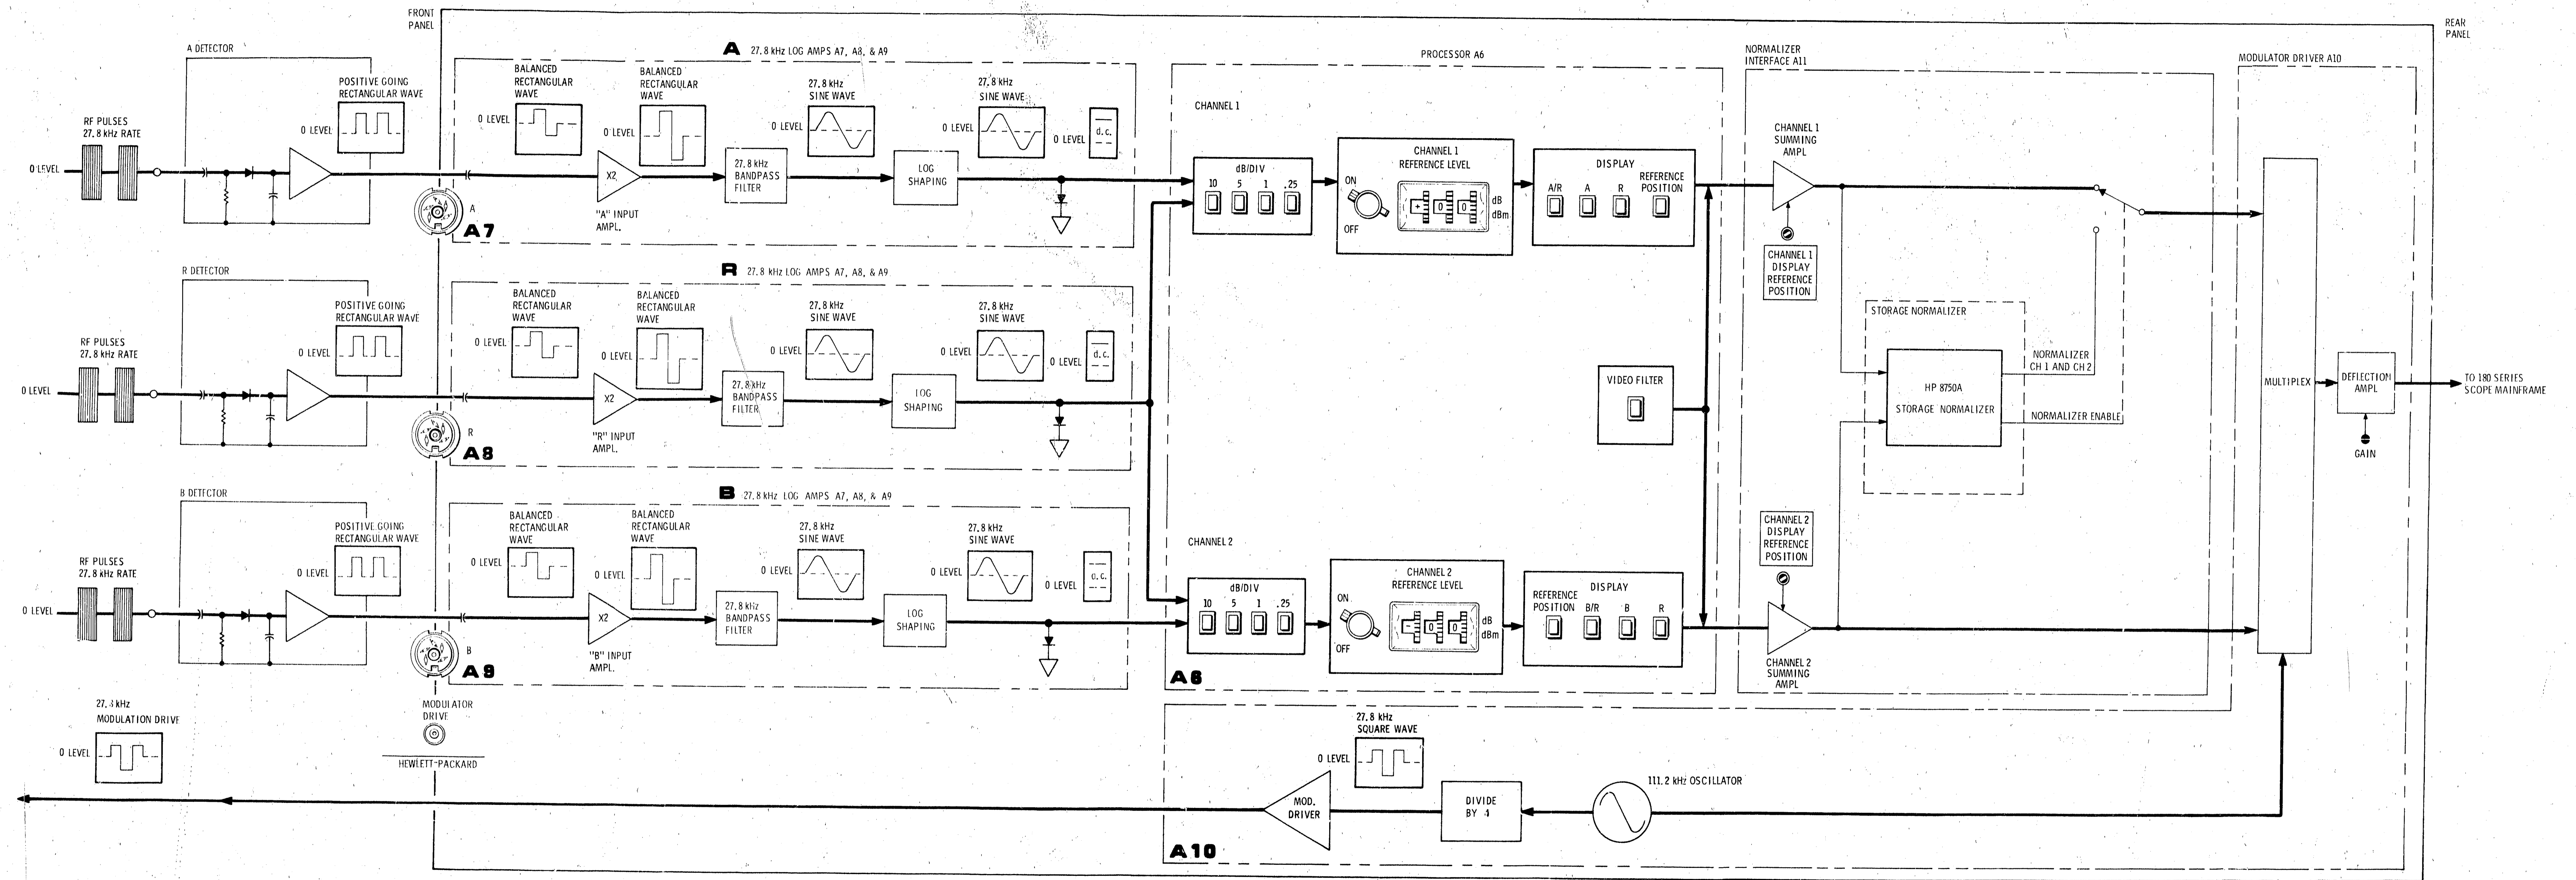 FRONT
PANEL
REAR
PANEL
A DETECTOR
POSITIVE GOING
RECTANGULAR WAVE
0 LEVEL
RF PULSES
27.8 kHz RATE
0 LEVEL
A 27.8 kHz LOG AMPS A7, A8, & A9
BALANCED
RECTANGULAR
WAVE
0 LEVEL
BALANCED
RECTANGULAR
WAVE
0 LEVEL
27.8 kHz
SINE WAVE
0 LEVEL
27.8 kHz
SINE WAVE
0 LEVEL
0 LEVEL
d.c.
X2
"A" INPUT
AMPL.
27.8 kHz
BANDPASS
FILTER
LOG
SHAPING
A
A7
R DETECTOR
POSITIVE GOING
RECTANGULAR WAVE
0 LEVEL
RF PULSES
27.8 kHz RATE
0 LEVEL
R 27.8 kHz LOG AMPS A7, A8, & A9
BALANCED
RECTANGULAR
WAVE
0 LEVEL
BALANCED
RECTANGULAR
WAVE
0 LEVEL
27.8 kHz
SINE WAVE
0 LEVEL
27.8 kHz
SINE WAVE
0 LEVEL
0 LEVEL
d.c.
X2
"R" INPUT
AMPL.
27.8 kHz
BANDPASS
FILTER
LOG
SHAPING
R
A8
B DETECTOR
POSITIVE GOING
RECTANGULAR WAVE
0 LEVEL
RF PULSES
27.8 kHz RATE
0 LEVEL
B 27.8 kHz LOG AMPS A7, A8, & A9
BALANCED
RECTANGULAR
WAVE
0 LEVEL
BALANCED
RECTANGULAR
WAVE
0 LEVEL
27.8 kHz
SINE WAVE
0 LEVEL
27.8 kHz
SINE WAVE
0 LEVEL
0 LEVEL
d.c.
X2
"B" INPUT
AMPL.
27.8 kHz
BANDPASS
FILTER
LOG
SHAPING
B
A9
PROCESSOR A6
CHANNEL 1
dB/DIV
10 5 1 .25
CHANNEL 1
REFERENCE LEVEL
ON
OFF
+ 0 0
dB
dBm
DISPLAY
A/R A R REFERENCE
POSITION
VIDEO FILTER
CHANNEL 2
dB/DIV
10 5 1 .25
CHANNEL 2
REFERENCE LEVEL
ON
OFF
- 0 0
dB
dBm
DISPLAY
REFERENCE
POSITION B/R B R
A6
NORMALIZER
INTERFACE A11
CHANNEL 1
SUMMING
AMPL
CHANNEL 1
DISPLAY
REFERENCE
POSITION
STORAGE NORMALIZER
HP 8750A
STORAGE NORMALIZER
NORMALIZER
CH 1 AND CH 2
NORMALIZER ENABLE
CHANNEL 2
DISPLAY
REFERENCE
POSITION
CHANNEL 2
SUMMING
AMPL
MODULATOR DRIVER A10
MULTIPLEX
DEFLECTION
AMPL
GAIN
TO 180 SERIES
SCOPE MAINFRAME
27.8 kHz
MODULATION DRIVE
0 LEVEL
MODULATOR
DRIVE
HEWLETT-PACKARD
27.8 kHz
SQUARE WAVE
0 LEVEL
MOD.
DRIVER
DIVIDE
BY 4
111.2 kHz OSCILLATOR
A10